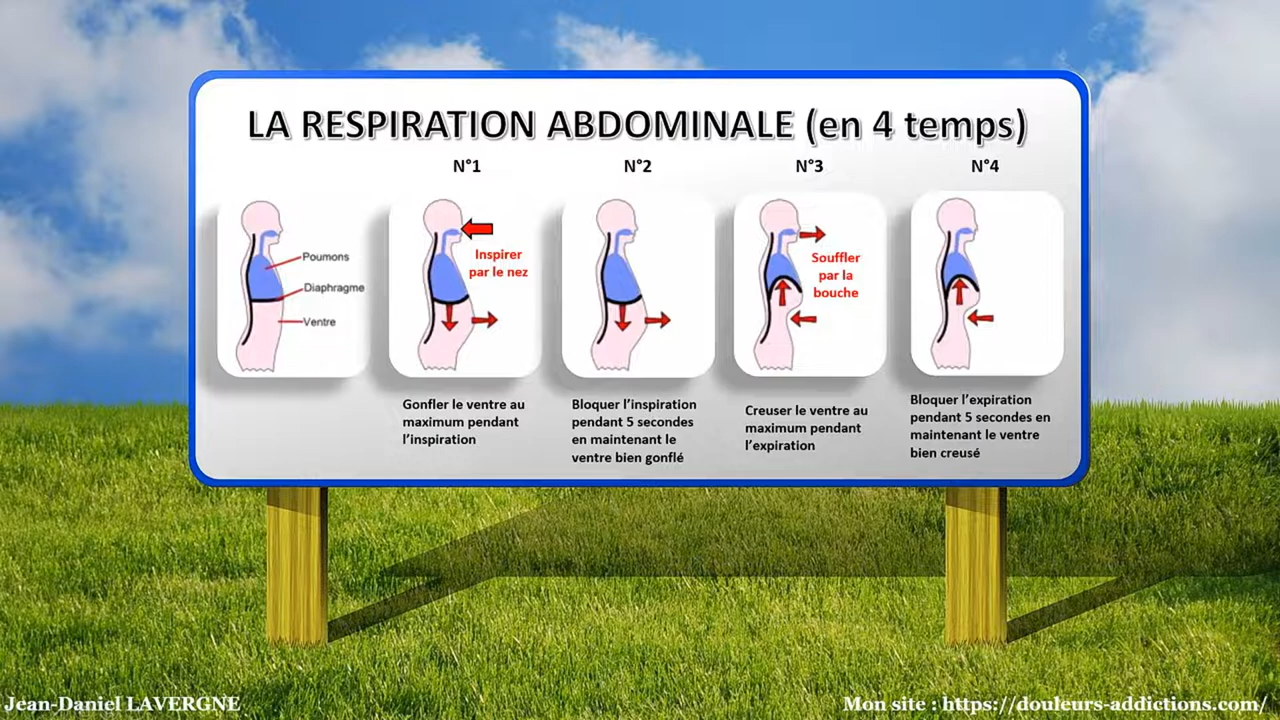 LA RESPIRATION ABDOMINALE (en 4 temps)
N°1
N°2
N°3
N°4
Poumons
Diaphragme
Ventre
Inspirer
par le nez
Souffler
par la
bouche
Gonfler le ventre au
maximum pendant
l’inspiration
Bloquer l’inspiration
pendant 5 secondes
en maintenant le
ventre bien gonflé
Creuser le ventre au
maximum pendant
l’expiration
Bloquer l’expiration
pendant 5 secondes en
maintenant le ventre
bien creusé
Jean-Daniel LAVERGNE
Mon site : https://douleurs-addictions.com/